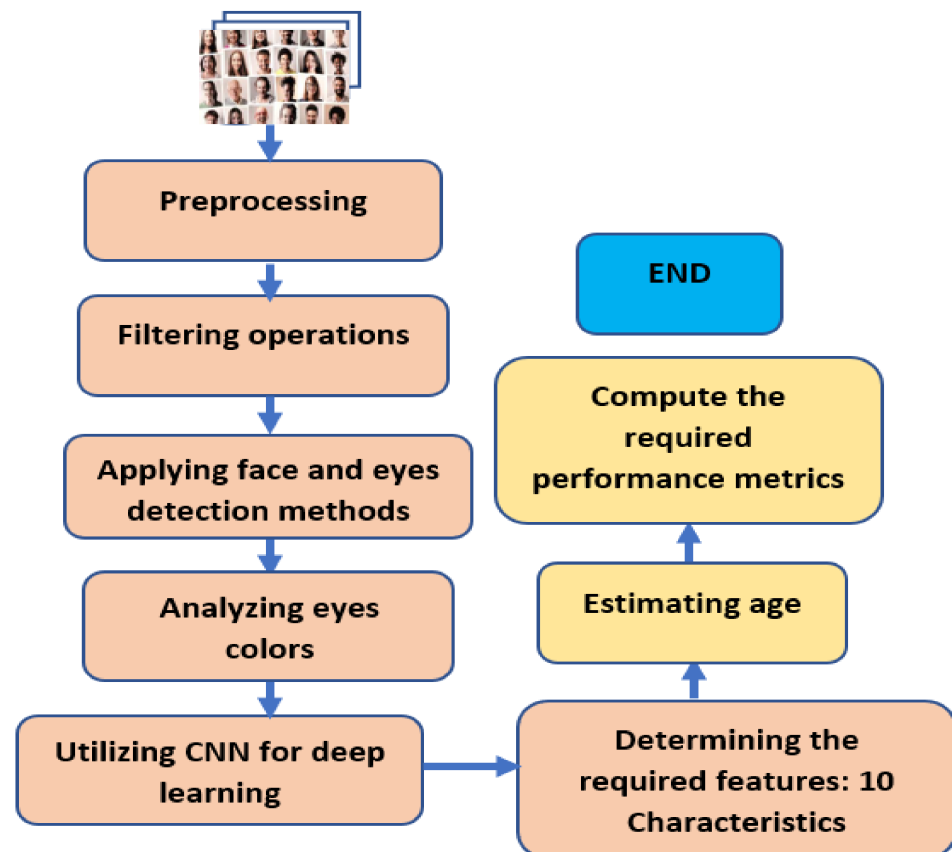 Preprocessing
Filtering operations
Applying face and eyes
detection methods
Analyzing eyes
colors
Utilizing CNN for deep
learning
Determining the
required features: 10
Characteristics
Estimating age
Compute the
required
performance metrics
END